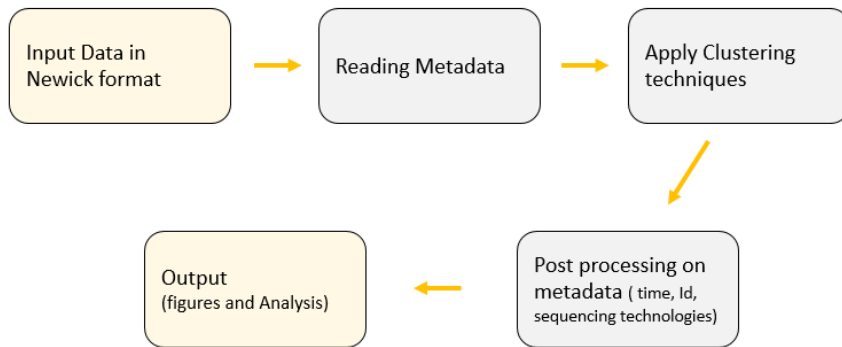 Input Data in
Newick format
Reading Metadata
Apply Clustering
techniques
Post processing on
metadata ( time, Id,
sequencing technologies)
Output
(figures and Analysis)